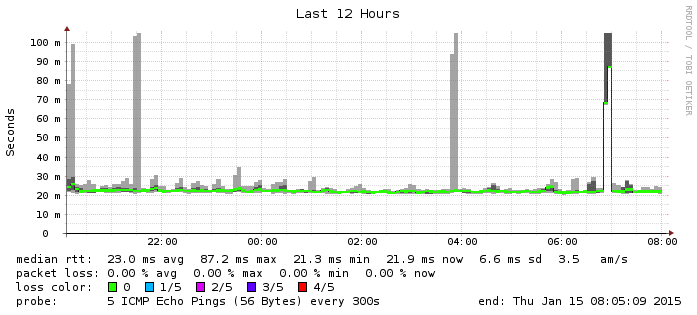 Last 12 Hours
RRDTOOL / TOBI OETIKER
Seconds
100 m
90 m
80 m
70 m
60 m
50 m
40 m
30 m
20 m
10 m
0
22:00 00:00 02:00 04:00 06:00 08:00
median rtt: 23.0 ms avg 87.2 ms max 21.3 ms min 21.9 ms now 6.6 ms sd 3.5 am/s
packet loss: 0.00 % avg 0.00 % max 0.00 % min 0.00 % now
loss color: 0 1/5 2/5 3/5 4/5
probe: 5 ICMP Echo Pings (56 Bytes) every 300s end: Thu Jan 15 08:05:09 2015